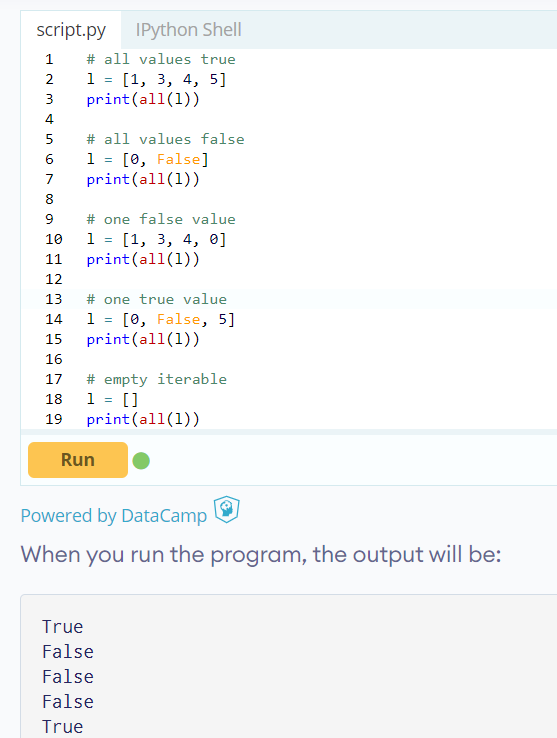 script.py IPython Shell
1 # all values true
2 l = [1, 3, 4, 5]
3 print(all(l))
4
5 # all values false
6 l = [0, False]
7 print(all(l))
8
9 # one false value
10 l = [1, 3, 4, 0]
11 print(all(l))
12
13 # one true value
14 l = [0, False, 5]
15 print(all(l))
16
17 # empty iterable
18 l = []
19 print(all(l))
Run
Powered by DataCamp
When you run the program, the output will be:
True
False
False
False
True